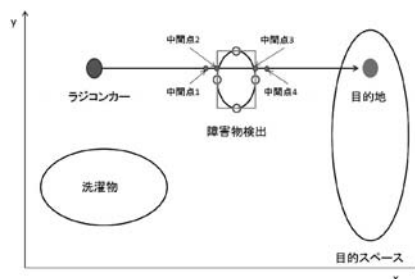 y
中間点2
中間点3
ラジコンカー
中間点1
中間点4
目的地
障害物検出
洗濯物
目的スペース
x